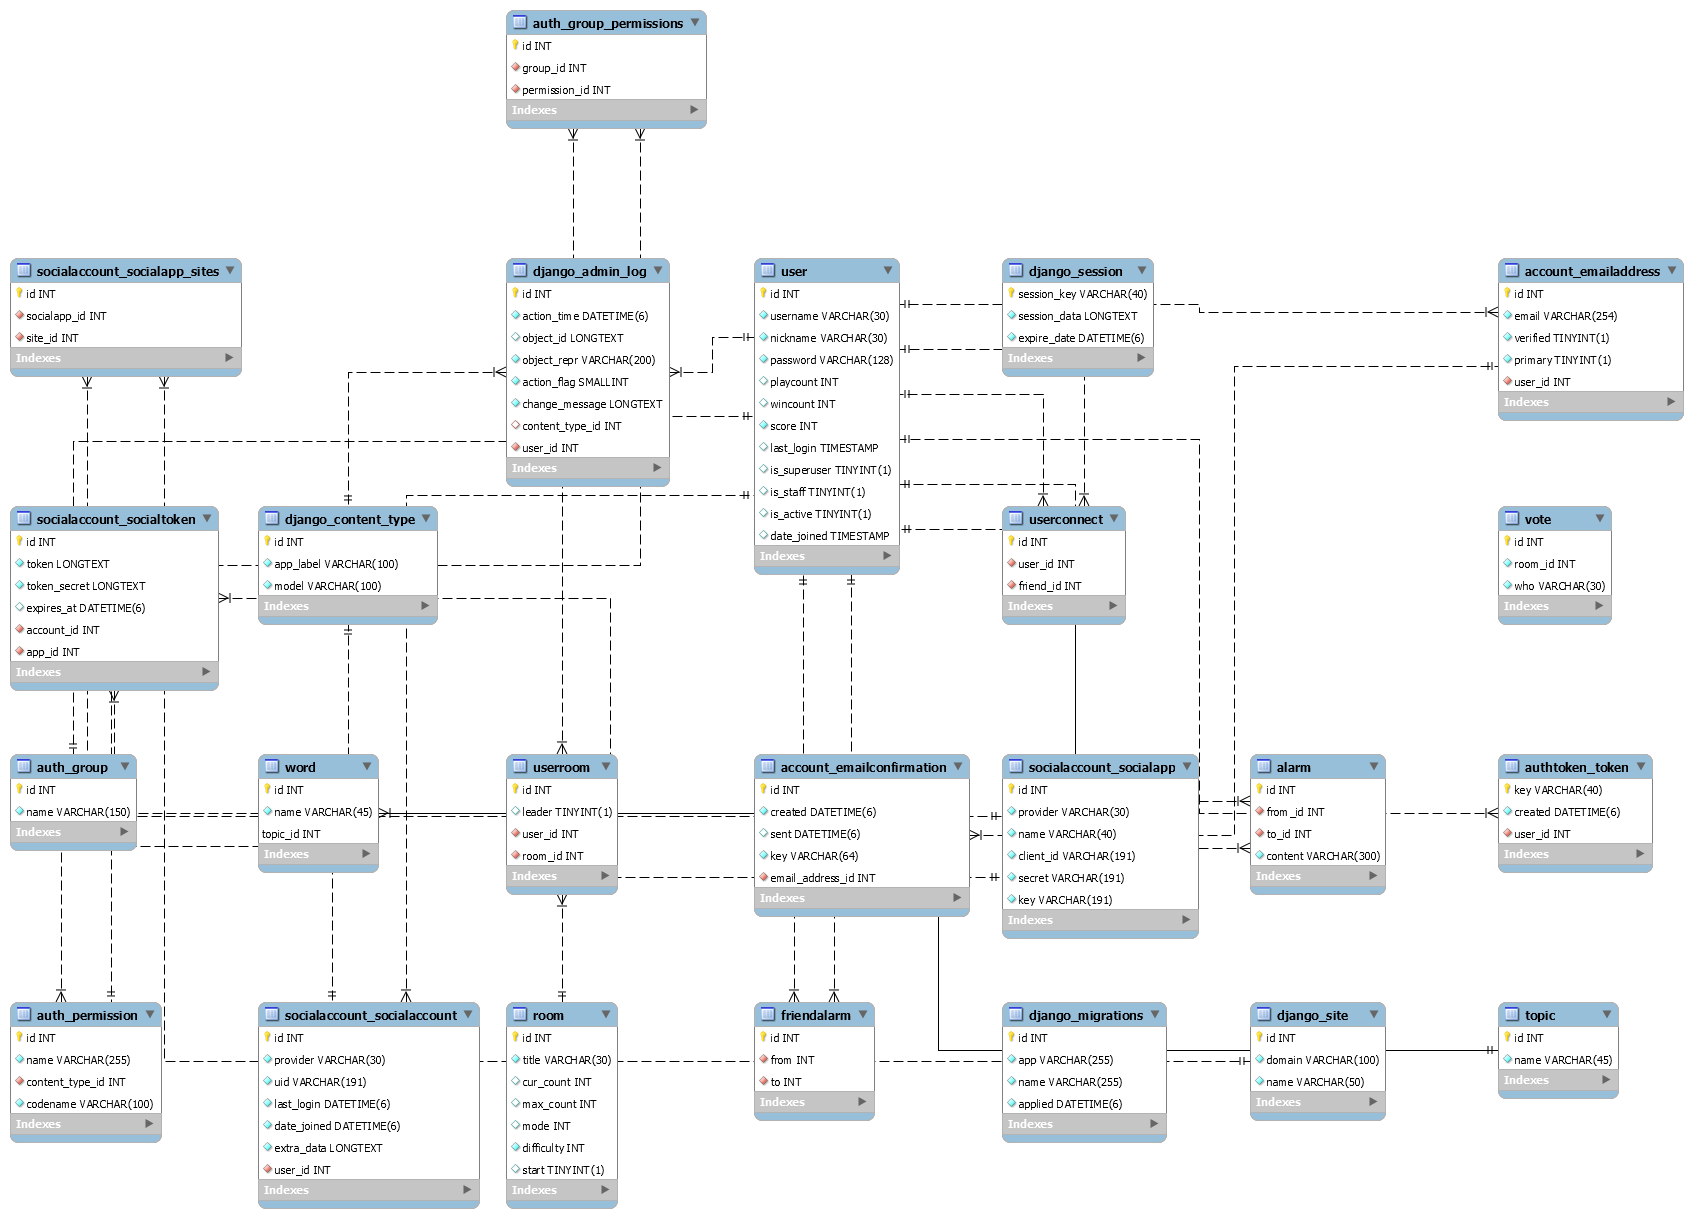 auth_group_permissions
id INT
group_id INT
permission_id INT
Indexes
socialaccount_socialapp_sites
id INT
socialapp_id INT
site_id INT
Indexes
django_admin_log
id INT
action_time DATETIME(6)
object_id LONGTEXT
object_repr VARCHAR(200)
action_flag SMALLINT
change_message LONGTEXT
content_type_id INT
user_id INT
Indexes
user
id INT
username VARCHAR(30)
nickname VARCHAR(30)
password VARCHAR(128)
playcount INT
wincount INT
score INT
last_login TIMESTAMP
is_superuser TINYINT(1)
is_staff TINYINT(1)
is_active TINYINT(1)
date_joined TIMESTAMP
Indexes
django_session
session_key VARCHAR(40)
session_data LONGTEXT
expire_date DATETIME(6)
Indexes
account_emailaddress
id INT
email VARCHAR(254)
verified TINYINT(1)
primary TINYINT(1)
user_id INT
Indexes
socialaccount_socialtoken
id INT
token LONGTEXT
token_secret LONGTEXT
expires_at DATETIME(6)
account_id INT
app_id INT
Indexes
django_content_type
id INT
app_label VARCHAR(100)
model VARCHAR(100)
Indexes
userconnect
id INT
user_id INT
friend_id INT
Indexes
vote
id INT
room_id INT
who VARCHAR(30)
Indexes
auth_group
id INT
name VARCHAR(150)
Indexes
word
id INT
name VARCHAR(45)
topic_id INT
Indexes
userroom
id INT
leader TINYINT(1)
user_id INT
room_id INT
Indexes
account_emailconfirmation
id INT
created DATETIME(6)
sent DATETIME(6)
key VARCHAR(64)
email_address_id INT
Indexes
socialaccount_socialapp
id INT
provider VARCHAR(30)
name VARCHAR(40)
client_id VARCHAR(191)
secret VARCHAR(191)
key VARCHAR(191)
Indexes
alarm
id INT
from_id INT
to_id INT
content VARCHAR(300)
Indexes
authtoken_token
key VARCHAR(40)
created DATETIME(6)
user_id INT
Indexes
auth_permission
id INT
name VARCHAR(255)
content_type_id INT
codename VARCHAR(100)
Indexes
socialaccount_socialaccount
id INT
provider VARCHAR(30)
uid VARCHAR(191)
last_login DATETIME(6)
date_joined DATETIME(6)
extra_data LONGTEXT
user_id INT
Indexes
room
id INT
title VARCHAR(30)
cur_count INT
max_count INT
mode INT
difficulty INT
start TINYINT(1)
Indexes
friendalarm
id INT
from INT
to INT
Indexes
django_migrations
id INT
app VARCHAR(255)
name VARCHAR(255)
applied DATETIME(6)
Indexes
django_site
id INT
domain VARCHAR(100)
name VARCHAR(50)
Indexes
topic
id INT
name VARCHAR(45)
Indexes